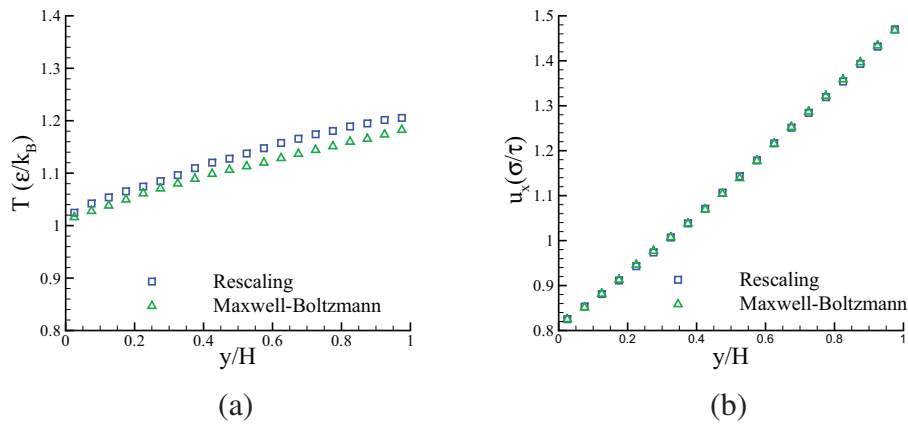 1.4
1.3
1.2
1.1
1
0.9
0.8
T (ε/k_B)
Rescaling
Maxwell-Boltzmann
0 0.2 0.4 0.6 0.8 1
y/H
(a)
1.5
1.4
1.3
1.2
1.1
1
0.9
0.8
u_x(σ/τ)
Rescaling
Maxwell-Boltzmann
0 0.2 0.4 0.6 0.8 1
y/H
(b)